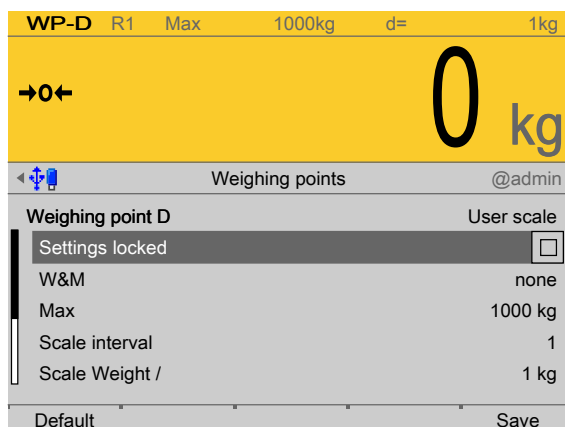 WP-D R1 Max 1000kg d= 1kg
→0← 0 kg
Weighing points @admin
Weighing point D User scale
Settings locked
W&M none
Max 1000 kg
Scale interval 1
Scale Weight / 1 kg
Default Save